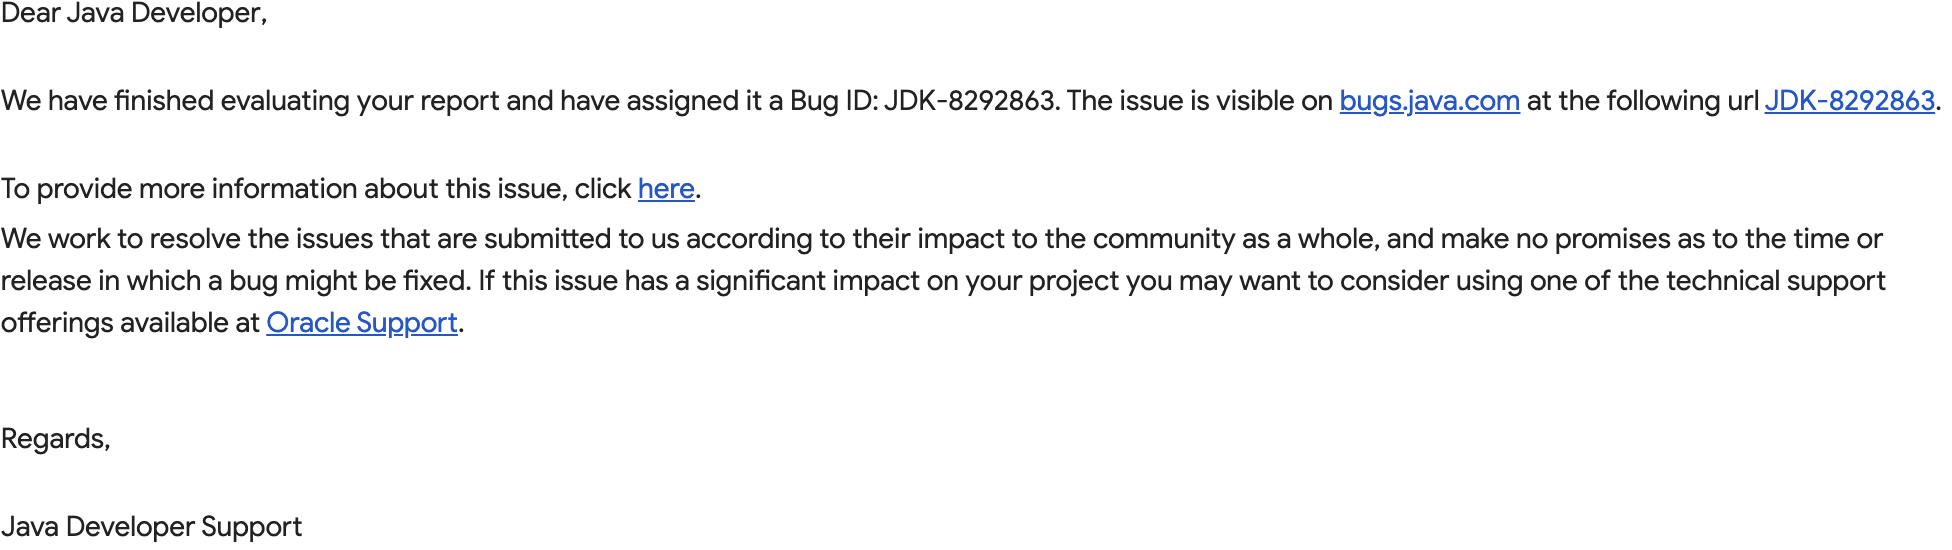 Dear Java Developer,
We have finished evaluating your report and have assigned it a Bug ID: JDK-8292863. The issue is visible on bugs.java.com at the following url JDK-8292863.
To provide more information about this issue, click here.
We work to resolve the issues that are submitted to us according to their impact to the community as a whole, and make no promises as to the time or
release in which a bug might be fixed. If this issue has a significant impact on your project you may want to consider using one of the technical support
offerings available at Oracle Support.
Regards,
Java Developer Support